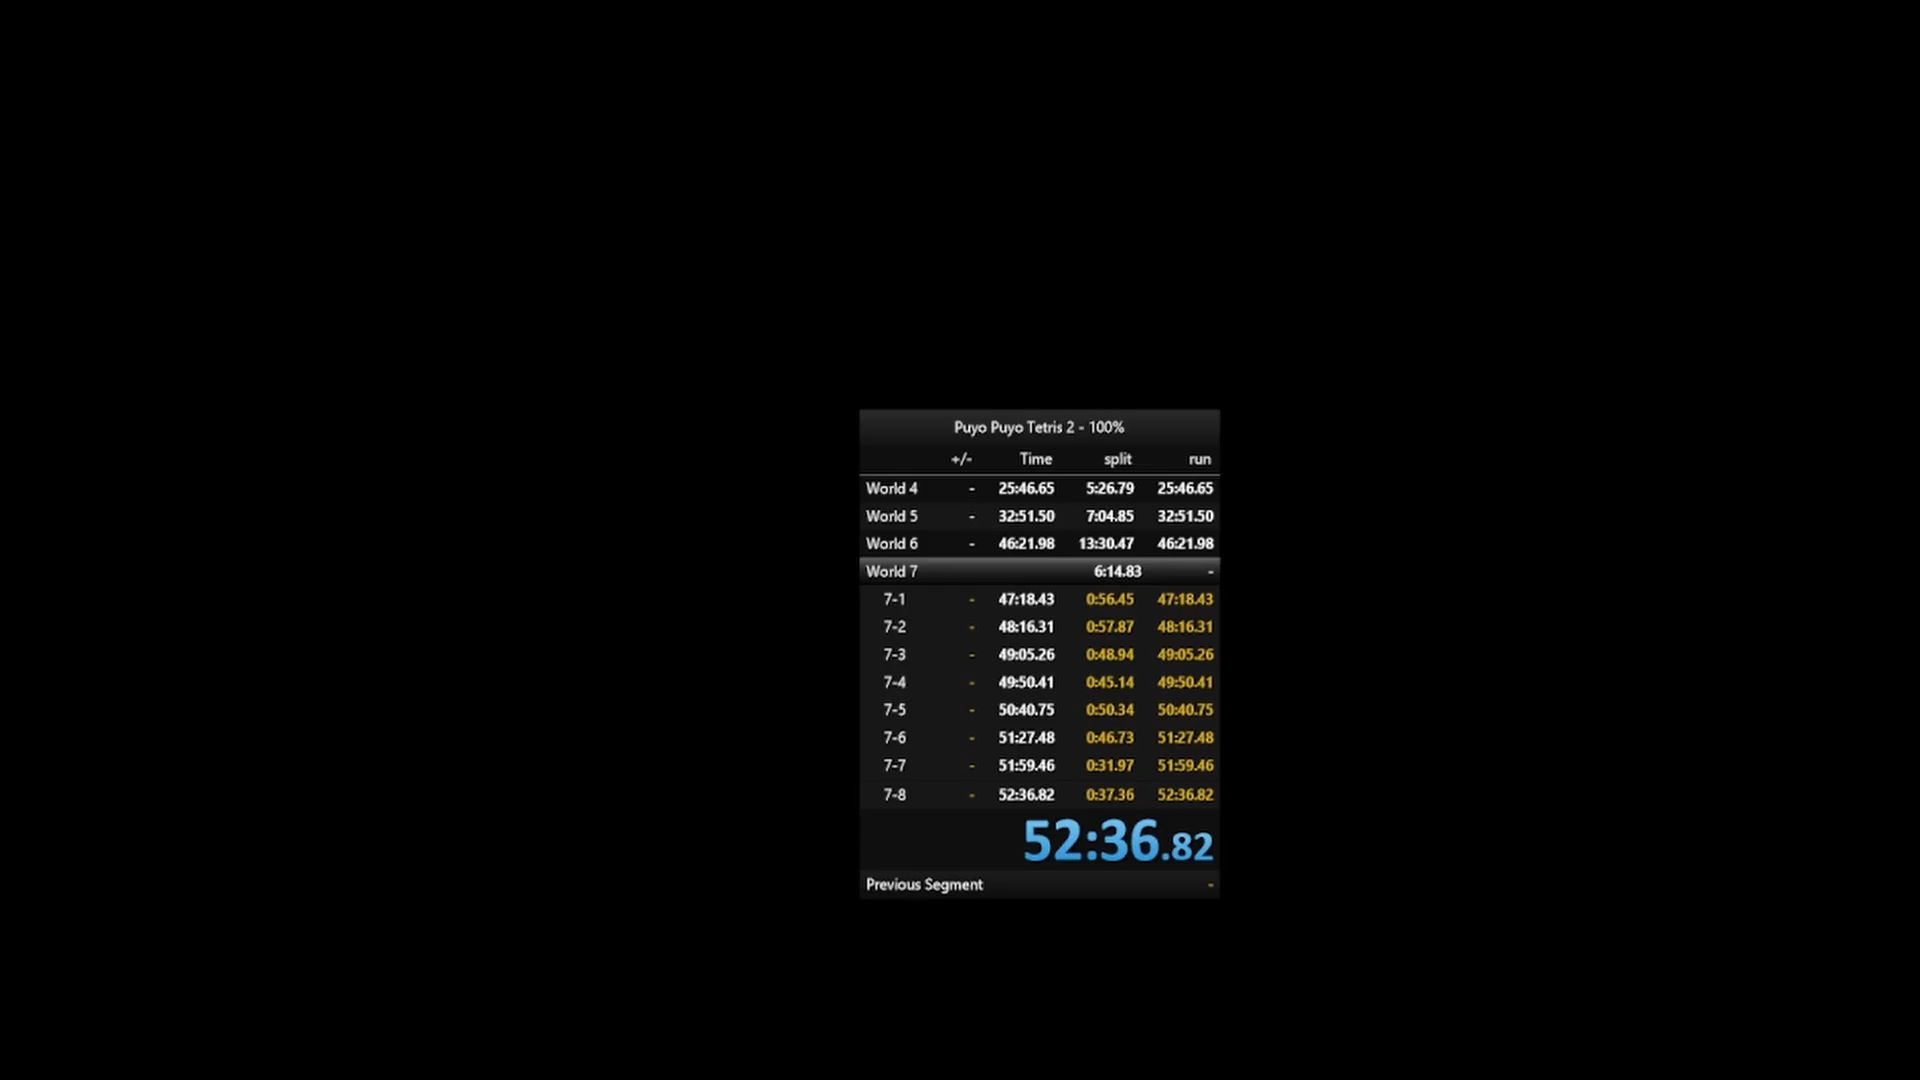 Puyo Puyo Tetris 2 - 100%
+/- Time split run
World 4 - 25:46.65 5:26.79 25:46.65
World 5 - 32:51.50 7:04.85 32:51.50
World 6 - 46:21.98 13:30.47 46:21.98
World 7 6:14.83 -
7-1 - 47:18.43 0:56.45 47:18.43
7-2 - 48:16.31 0:57.87 48:16.31
7-3 - 49:05.26 0:48.94 49:05.26
7-4 - 49:50.41 0:45.14 49:50.41
7-5 - 50:40.75 0:50.34 50:40.75
7-6 - 51:27.48 0:46.73 51:27.48
7-7 - 51:59.46 0:31.97 51:59.46
7-8 - 52:36.82 0:37.36 52:36.82
52:36.82
Previous Segment -